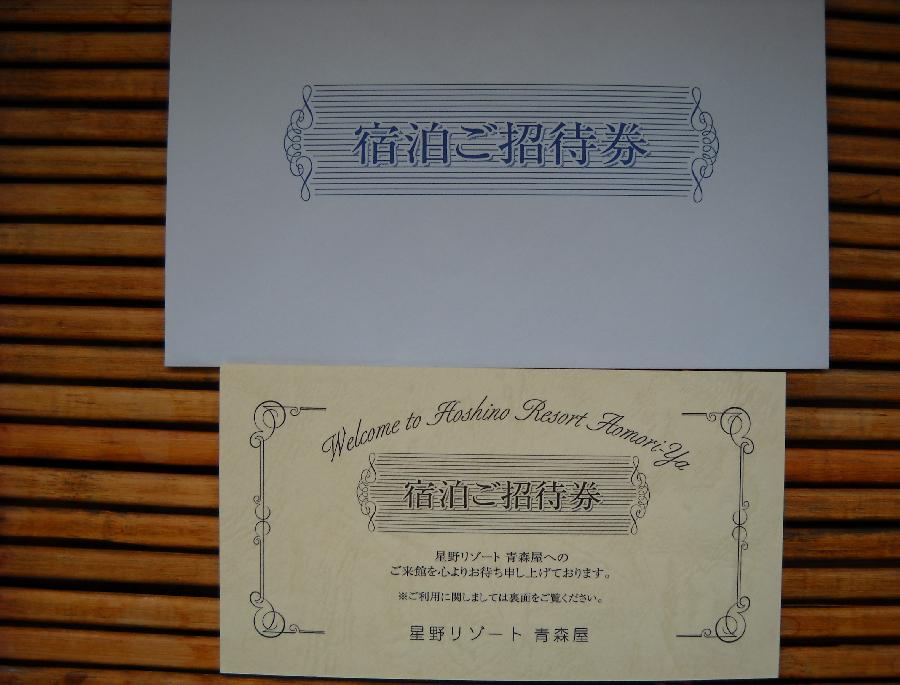 宿泊ご招待券
Welcome to Hoshino Resort Aomori-Ya
宿泊ご招待券
星野リゾート 青森屋への
ご来館を心よりお待ち申し上げております。
※ご利用に関しましては裏面をご覧ください。
星野リゾート 青森屋